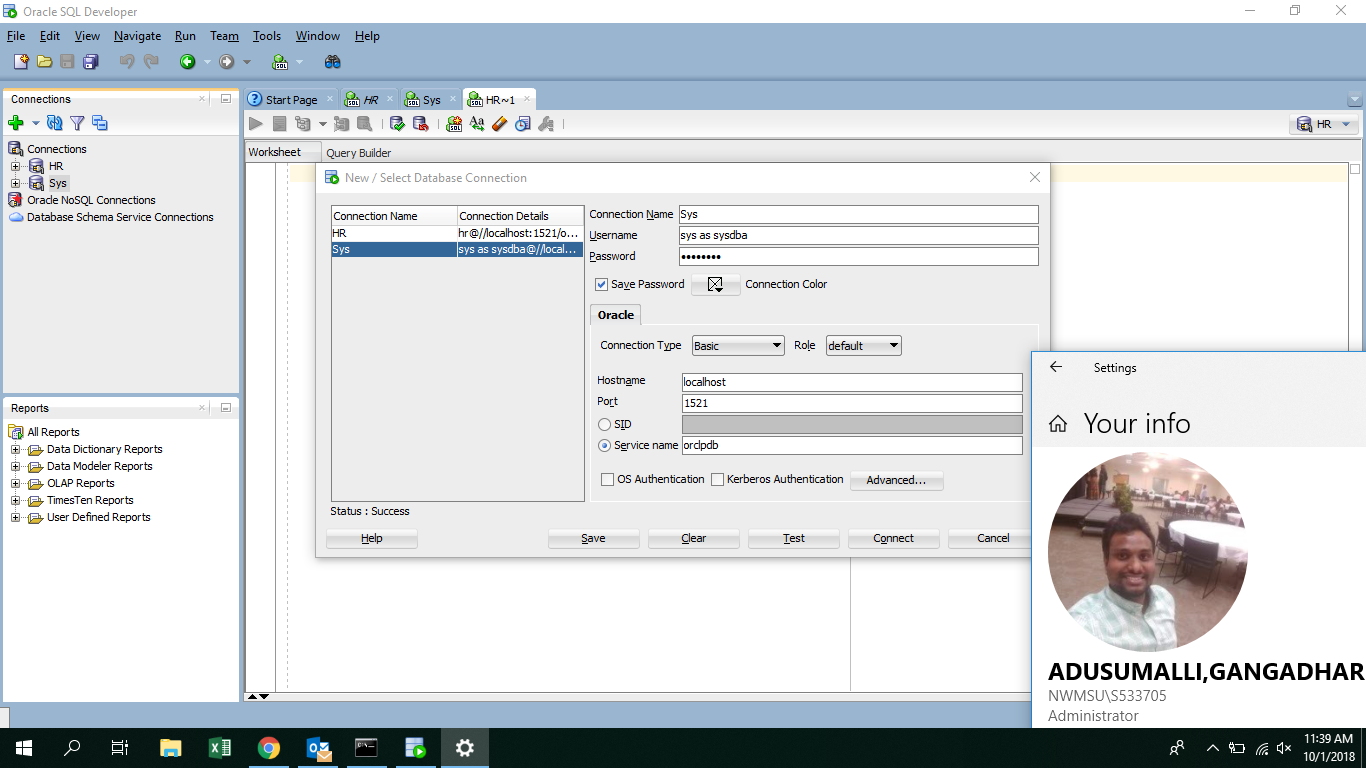 Oracle SQL Developer
File Edit View Navigate Run Team Tools Window Help
Connections
Connections
HR
Sys
Oracle NoSQL Connections
Database Schema Service Connections
Reports
All Reports
Data Dictionary Reports
Data Modeler Reports
OLAP Reports
TimesTen Reports
User Defined Reports
Start Page HR Sys HR~1
HR
Worksheet Query Builder
New / Select Database Connection
Connection Name Connection Details
HR hr@//localhost:1521/o...
Sys sys as sysdba@//local...
Connection Name Sys
Username sys as sysdba
Password ••••••••
Save Password Connection Color
Oracle
Connection Type Basic Role default
Hostname localhost
Port 1521
SID
Service name orclpdb
OS Authentication Kerberos Authentication Advanced...
Status : Success
Help Save Clear Test Connect Cancel
Settings
Your info
ADUSUMALLI,GANGADHAR
NWMSU\S533705
Administrator
11:39 AM
10/1/2018